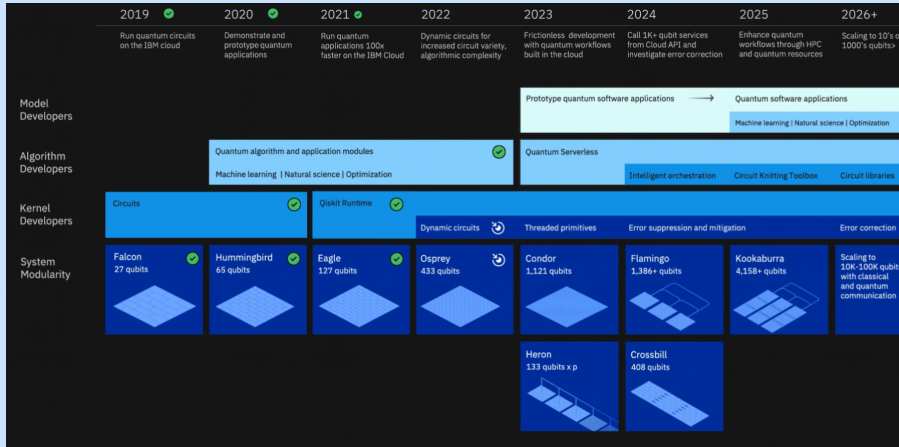 2019
2020
2021
2022
2023
2024
2025
2026+
Run quantum circuits
on the IBM cloud
Demonstrate and
prototype quantum
applications
Run quantum
applications 100x
faster on the IBM Cloud
Dynamic circuits for
increased circuit variety,
algorithmic complexity
Frictionless development
with quantum workflows
built in the cloud
Call 1K+ qubit services
from Cloud API and
investigate error correction
Enhance quantum
workflows through HPC
and quantum resources
Scaling to 10's o
1000's qubits>
Model
Developers
Prototype quantum software applications
Quantum software applications
Machine learning | Natural science | Optimization
Algorithm
Developers
Quantum algorithm and application modules
Machine learning | Natural science | Optimization
Quantum Serverless
Intelligent orchestration
Circuit Knitting Toolbox
Circuit libraries
Kernel
Developers
Circuits
Qiskit Runtime
Dynamic circuits
Threaded primitives
Error suppression and mitigation
Error correction
System
Modularity
Falcon
27 qubits
Hummingbird
65 qubits
Eagle
127 qubits
Osprey
433 qubits
Condor
1,121 qubits
Flamingo
1,386+ qubits
Kookaburra
4,158+ qubits
Scaling to
10K-100K qubit
with classical
and quantum
communication
Heron
133 qubits x p
Crossbill
408 qubits